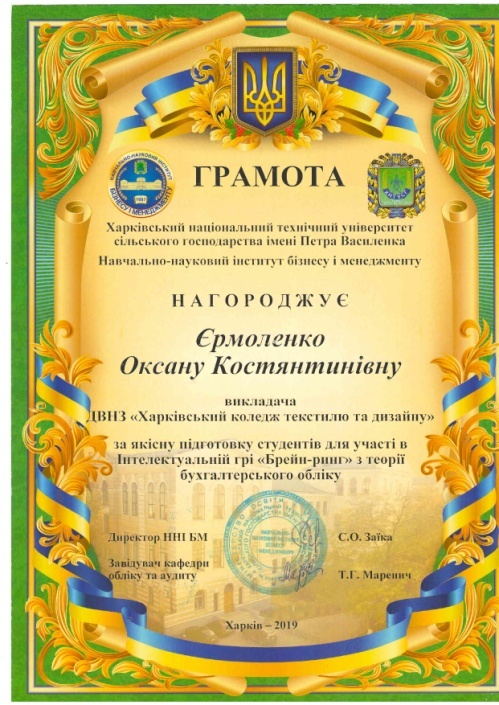 ГРАМОТА
Харківський національний технічний університет
сільського господарства імені Петра Василенка
Навчально-науковий інститут бізнесу і менеджменту
НАГОРОДЖУЄ
Єрмоленко
Оксану Костянтинівну
викладача
ДВНЗ «Харківський коледж текстилю та дизайну»
за якісну підготовку студентів для участі в
Інтелектуальній грі «Брейн-ринг» з теорії
бухгалтерського обліку
Директор ННІ БМ
С.О. Заїка
Завідувач кафедри
обліку та аудиту
Т.Г. Маренич
Харків – 2019